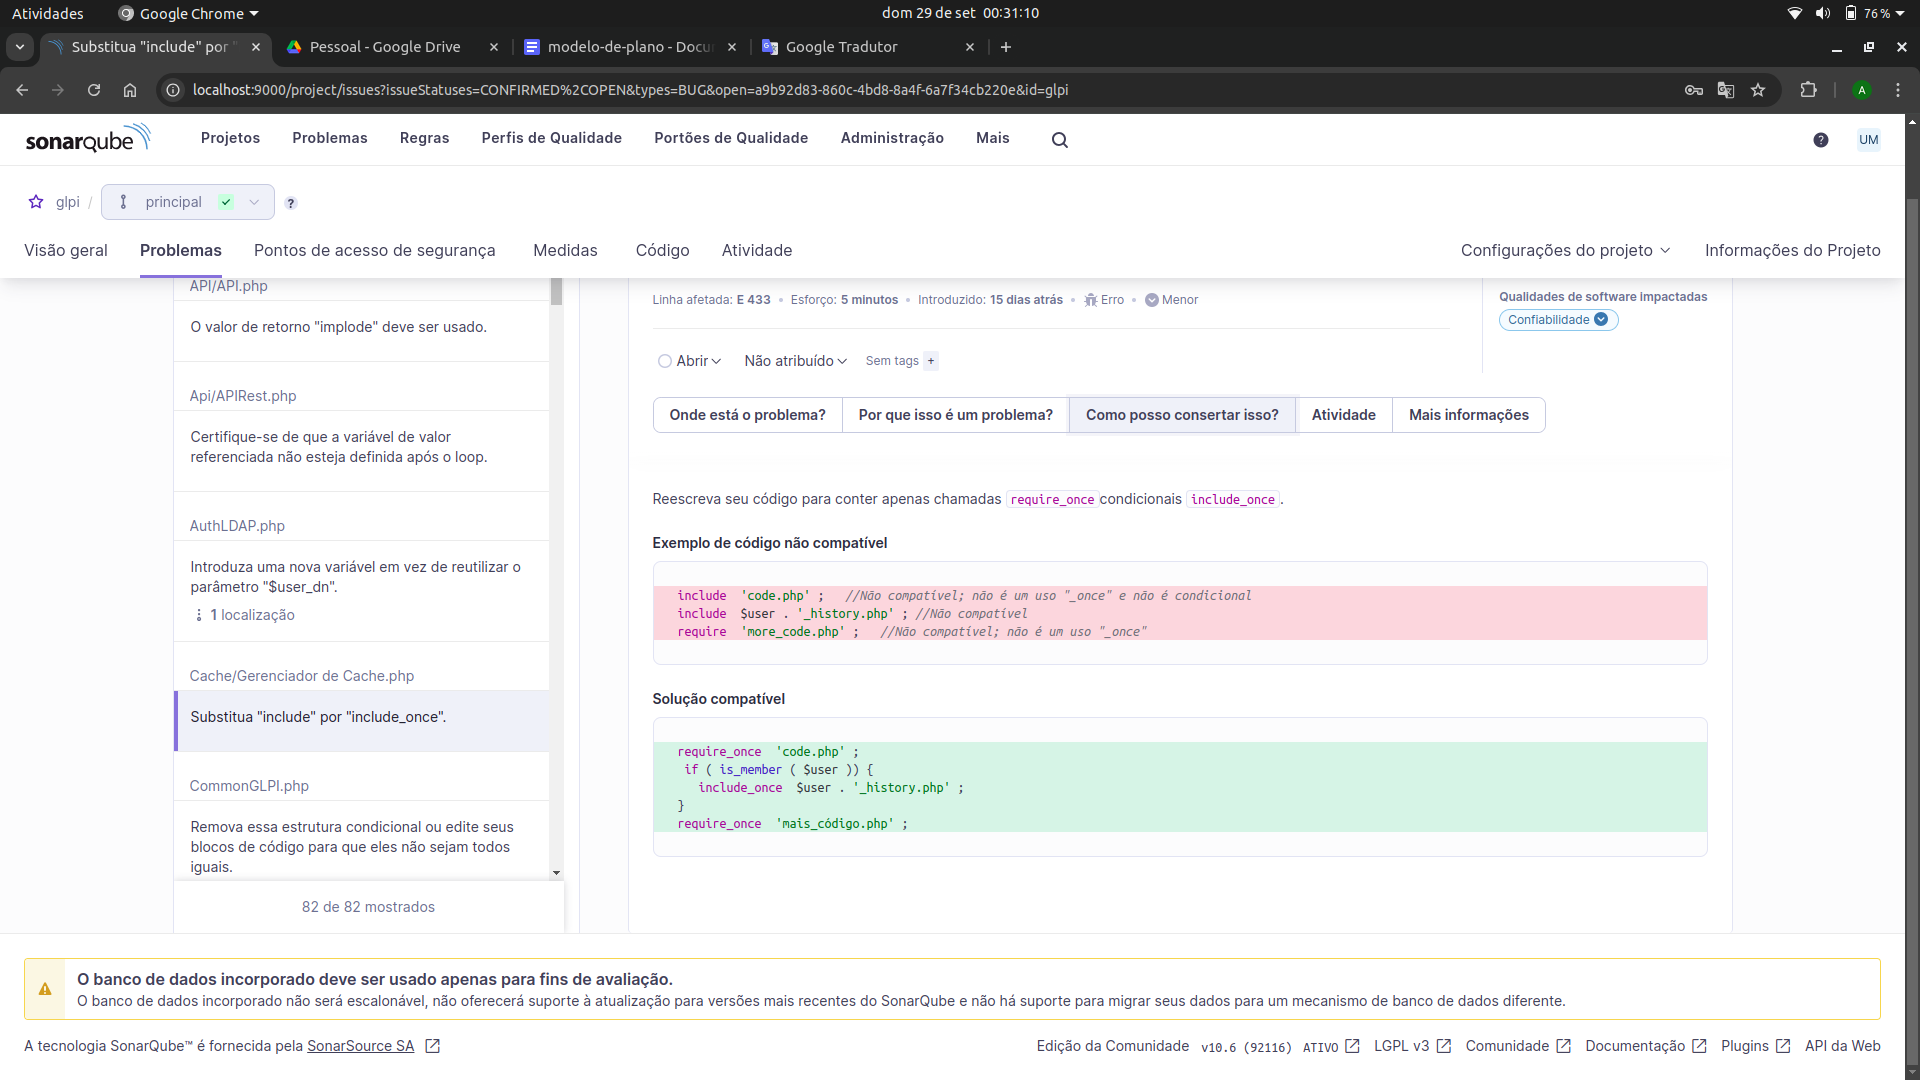 Atividades
Google Chrome
dom 29 de set 00:31:10
76 %
Substitua "include" por "
Pessoal - Google Drive
modelo-de-plano - Docu
Google Tradutor
localhost:9000/project/issues?issueStatuses=CONFIRMED%2COPEN&types=BUG&open=a9b92d83-860c-4bd8-8a4f-6a7f34cb220e&id=glpi
A
sonarqube
Projetos
Problemas
Regras
Perfis de Qualidade
Portões de Qualidade
Administração
Mais
?
UM
glpi /
principal
?
Visão geral
Problemas
Pontos de acesso de segurança
Medidas
Código
Atividade
Configurações do projeto
Informações do Projeto
API/API.php
O valor de retorno "implode" deve ser usado.
Api/APIRest.php
Certifique-se de que a variável de valor
referenciada não esteja definida após o loop.
AuthLDAP.php
Introduza uma nova variável em vez de reutilizar o
parâmetro "$user_dn".
1 localização
Cache/Gerenciador de Cache.php
Substitua "include" por "include_once".
CommonGLPI.php
Remova essa estrutura condicional ou edite seus
blocos de código para que eles não sejam todos
iguais.
82 de 82 mostrados
Linha afetada: E 433 • Esforço: 5 minutos • Introduzido: 15 dias atrás • Erro • Menor
Qualidades de software impactadas
Confiabilidade
Abrir
Não atribuído
Sem tags +
Onde está o problema?
Por que isso é um problema?
Como posso consertar isso?
Atividade
Mais informações
Reescreva seu código para conter apenas chamadas require_once condicionais include_once .
Exemplo de código não compatível
include 'code.php' ; //Não compatível; não é um uso "_once" e não é condicional
include $user . '_history.php' ; //Não compatível
require 'more_code.php' ; //Não compatível; não é um uso "_once"
Solução compatível
require_once 'code.php' ;
if ( is_member ( $user )) {
include_once $user . '_history.php' ;
}
require_once 'mais_código.php' ;
O banco de dados incorporado deve ser usado apenas para fins de avaliação.
O banco de dados incorporado não será escalonável, não oferecerá suporte à atualização para versões mais recentes do SonarQube e não há suporte para migrar seus dados para um mecanismo de banco de dados diferente.
A tecnologia SonarQube™ é fornecida pela SonarSource SA
Edição da Comunidade
v10.6 (92116)
ATIVO
LGPL v3
Comunidade
Documentação
Plugins
API da Web